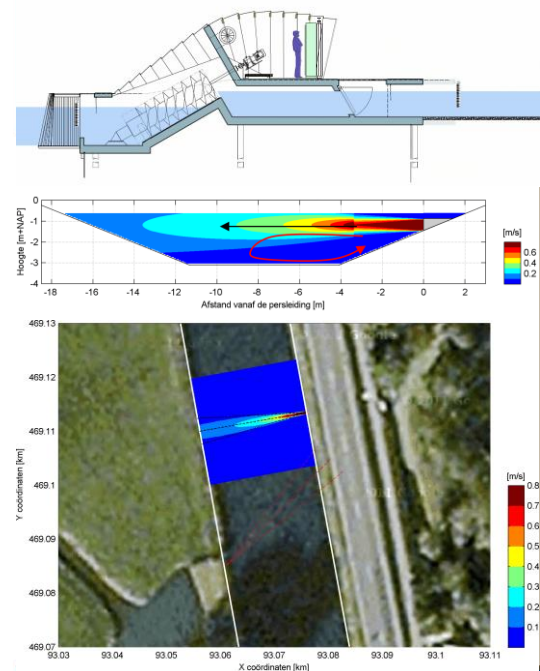 0
-1
-2
-3
-4
Hoogte [m+NAP]
-18 -16 -14 -12 -10 -8 -6 -4 -2 0 2
Afstand vanaf de persleiding [m]
[m/s]
0.6
0.4
0.2
469.13
469.12
469.11
469.1
469.09
469.08
469.07
Y coördinaten [km]
93.03 93.04 93.05 93.06 93.07 93.08 93.09 93.1 93.11
X coördinaten [km]
[m/s]
0.8
0.7
0.6
0.5
0.4
0.3
0.2
0.1